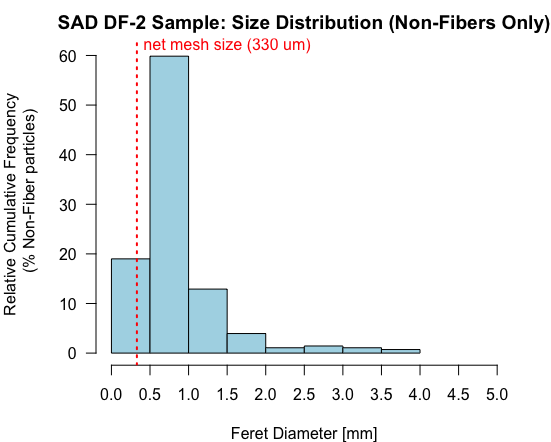 SAD DF-2 Sample: Size Distribution (Non-Fibers Only)
net mesh size (330 um)
Relative Cumulative Frequency
(% Non-Fiber particles)
60
50
40
30
20
10
0
0.0 0.5 1.0 1.5 2.0 2.5 3.0 3.5 4.0 4.5 5.0
Feret Diameter [mm]